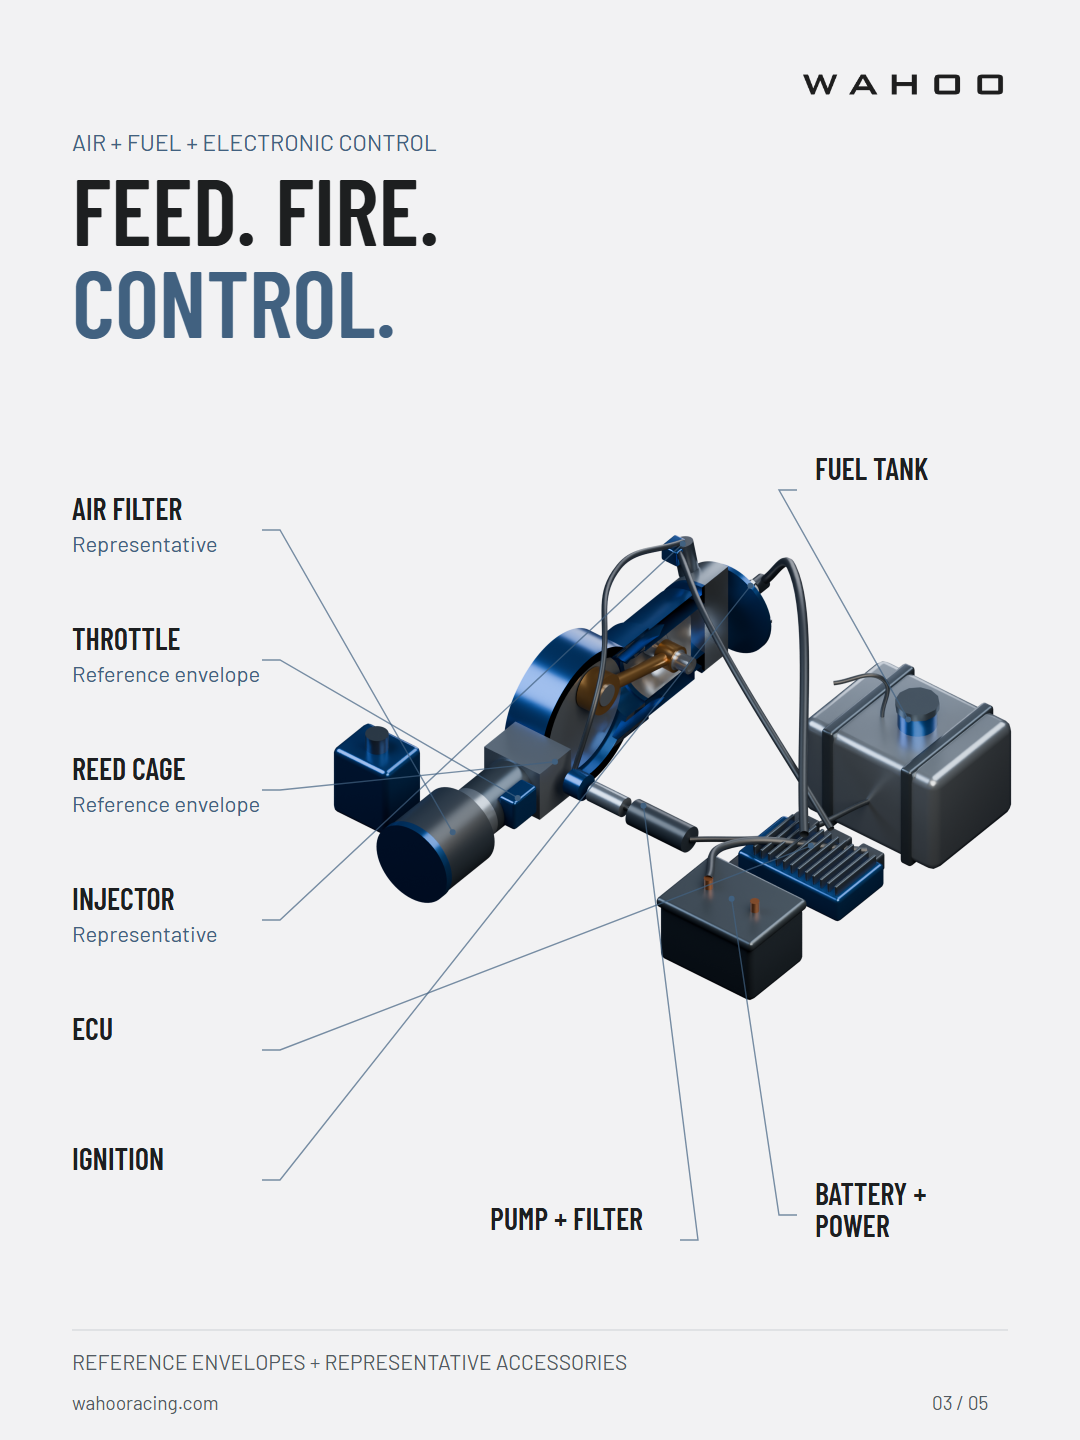 WAHOO
AIR + FUEL + ELECTRONIC CONTROL
FEED. FIRE.
CONTROL.
FUEL TANK
AIR FILTER
Representative
THROTTLE
Reference envelope
REED CAGE
Reference envelope
INJECTOR
Representative
ECU
IGNITION
PUMP + FILTER
BATTERY +
POWER
REFERENCE ENVELOPES + REPRESENTATIVE ACCESSORIES
wahooracing.com
03 / 05